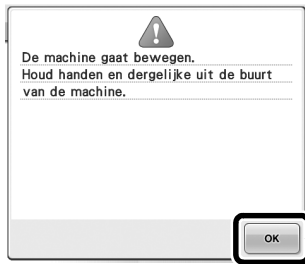 De machine gaat bewegen.
Houd handen en dergelijke uit de buurt
van de machine.
OK